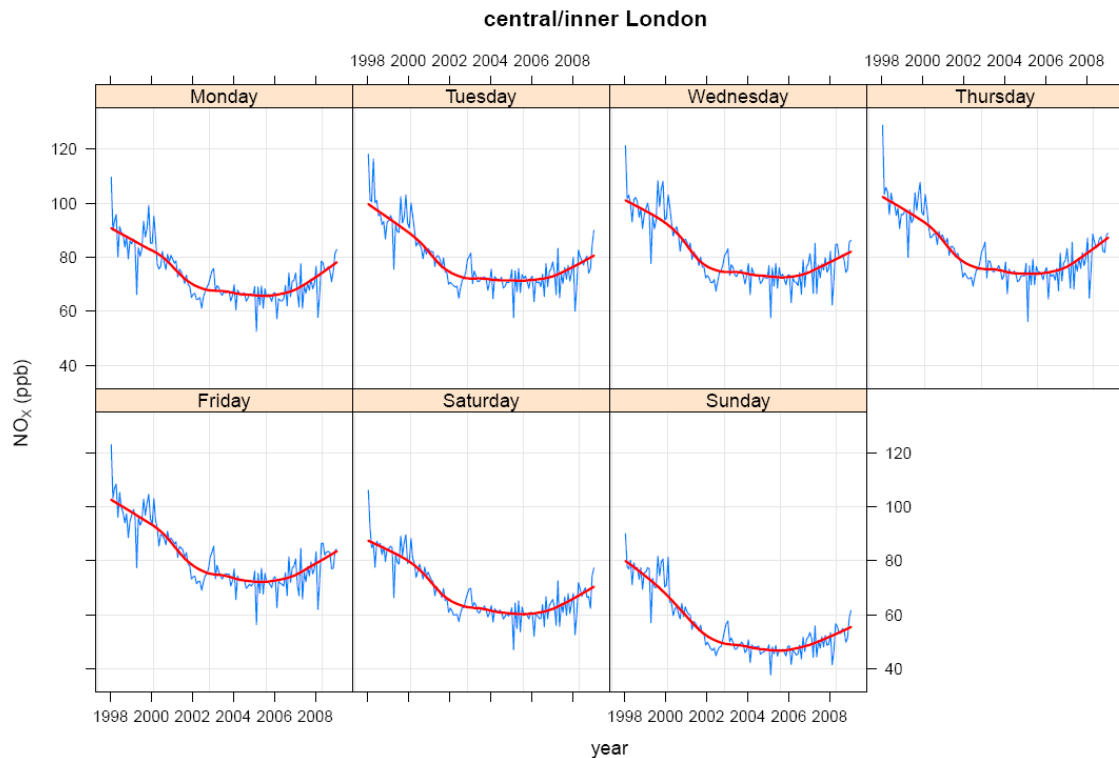 central/inner London
1998 2000 2002 2004 2006 2008
1998 2000 2002 2004 2006 2008
Monday
Tuesday
Wednesday
Thursday
120
100
80
60
40
NOX (ppb)
Friday
Saturday
Sunday
120
100
80
60
40
1998 2000 2002 2004 2006 2008
1998 2000 2002 2004 2006 2008
year